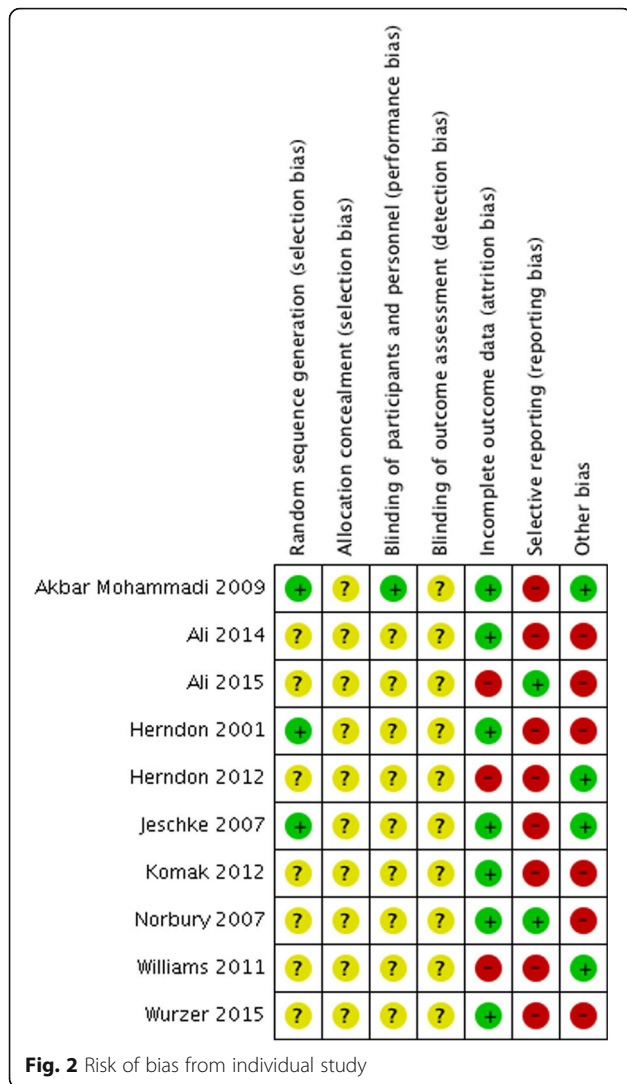 Random sequence generation (selection bias)
Allocation concealment (selection bias)
Blinding of participants and personnel (performance bias)
Blinding of outcome assessment (detection bias)
Incomplete outcome data (attrition bias)
Selective reporting (reporting bias)
Other bias
Akbar Mohammadi 2009 + ? + ? + - +
Ali 2014 ? ? ? ? + - -
Ali 2015 ? ? ? ? - + -
Herndon 2001 + ? ? ? + - -
Herndon 2012 ? ? ? ? - - +
Jeschke 2007 + ? ? ? + - +
Komak 2012 ? ? ? ? + - -
Norbury 2007 ? ? ? ? + + -
Williams 2011 ? ? ? ? - - +
Wurzer 2015 ? ? ? ? + - -
Fig. 2 Risk of bias from individual study